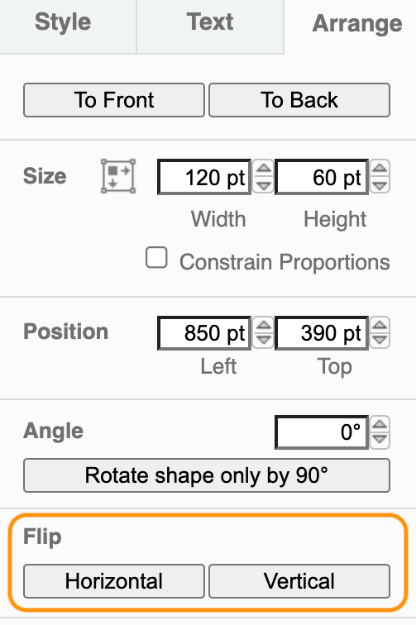 Style Text Arrange
To Front To Back
Size 120 pt 60 pt
Width Height
Constrain Proportions
Position 850 pt 390 pt
Left Top
Angle 0°
Rotate shape only by 90°
Flip
Horizontal Vertical